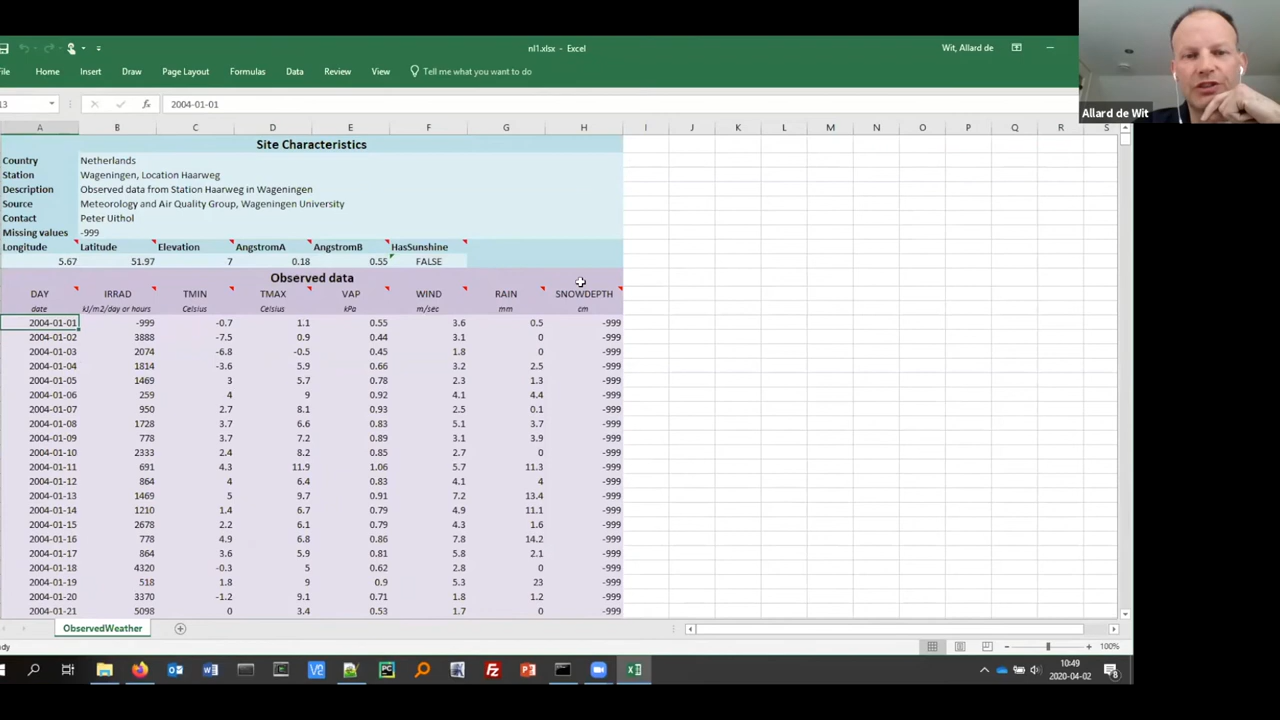 nl1.xlsx - Excel
Wit, Allard de
File Home Insert Draw Page Layout Formulas Data Review View Tell me what you want to do
13 fx 2004-01-01
Allard de Wit
A B C D E F G H I J K L M N O P Q R S
Site Characteristics
Country Netherlands
Station Wageningen, Location Haarweg
Description Observed data from Station Haarweg in Wageningen
Source Meteorology and Air Quality Group, Wageningen University
Contact Peter Uithol
Missing values -999
Longitude Latitude Elevation AngstromA AngstromB HasSunshine
5.67 51.97 7 0.18 0.55 FALSE
Observed data
DAY IRRAD TMIN TMAX VAP WIND RAIN SNOWDEPTH
date kJ/m2/day or hours Celsius Celsius kPa m/sec mm cm
2004-01-01 -999 -0.7 1.1 0.55 3.6 0.5 -999
2004-01-02 3888 -7.5 0.9 0.44 3.1 0 -999
2004-01-03 2074 -6.8 -0.5 0.45 1.8 0 -999
2004-01-04 1814 -3.6 5.9 0.66 3.2 2.5 -999
2004-01-05 1469 3 5.7 0.78 2.3 1.3 -999
2004-01-06 259 4 9 0.92 4.1 4.4 -999
2004-01-07 950 2.7 8.1 0.93 2.5 0.1 -999
2004-01-08 1728 3.7 6.6 0.83 5.1 3.7 -999
2004-01-09 778 3.7 7.2 0.89 3.1 3.9 -999
2004-01-10 2333 2.4 8.2 0.85 2.7 0 -999
2004-01-11 691 4.3 11.9 1.06 5.7 11.3 -999
2004-01-12 864 4 6.4 0.83 4.1 4 -999
2004-01-13 1469 5 9.7 0.91 7.2 13.4 -999
2004-01-14 1210 1.4 6.7 0.79 4.9 11.1 -999
2004-01-15 2678 2.2 6.1 0.79 4.3 1.6 -999
2004-01-16 778 4.9 6.8 0.86 7.8 14.2 -999
2004-01-17 864 3.6 5.9 0.81 5.8 2.1 -999
2004-01-18 4320 -0.3 5 0.62 2.8 0 -999
2004-01-19 518 1.8 9 0.9 5.3 23 -999
2004-01-20 3370 -1.2 9.1 0.71 1.8 1.2 -999
2004-01-21 5098 0 3.4 0.53 1.7 0 -999
ObservedWeather
dy 100%
10:49
2020-04-02
8